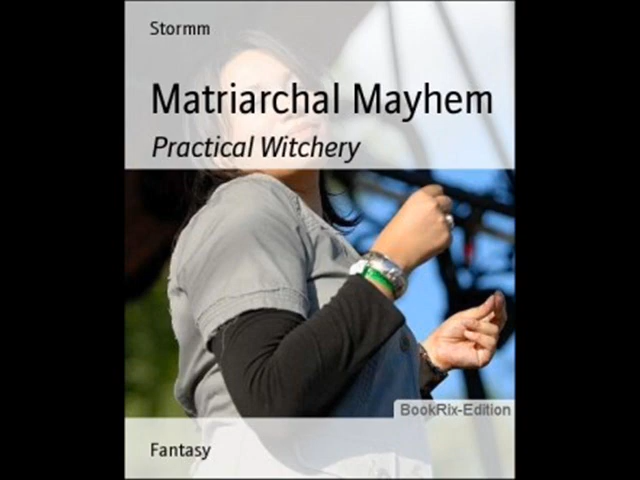 Stormm
Matriarchal Mayhem
Practical Witchery
BookRix-Edition
Fantasy